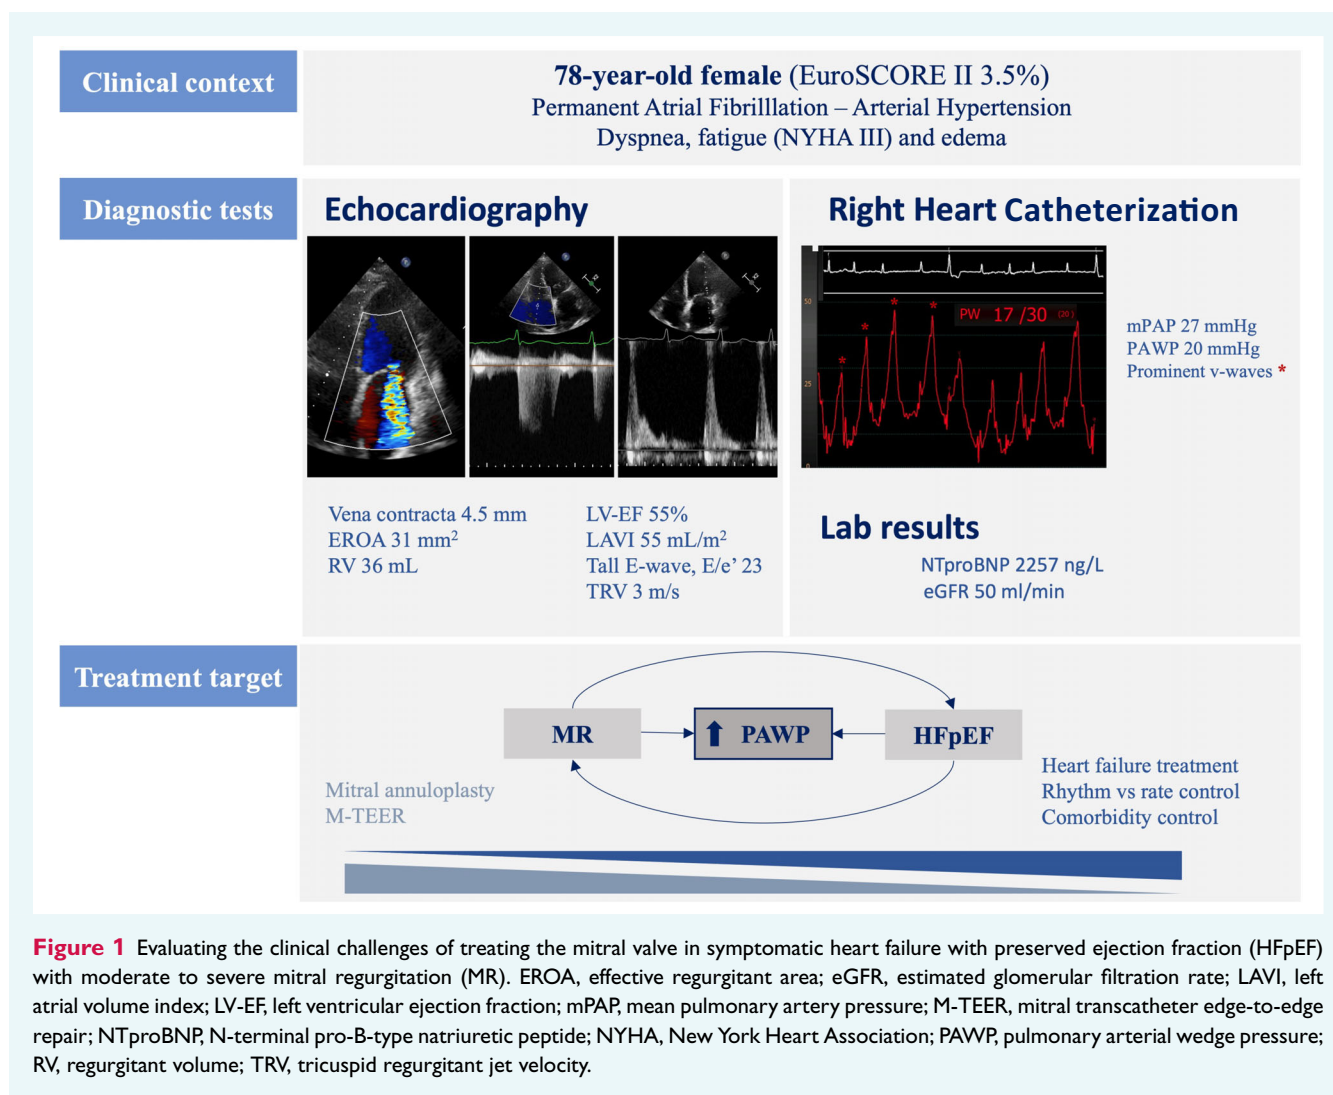 Clinical context
78-year-old female (EuroSCORE II 3.5%)
Permanent Atrial Fibrilllation – Arterial Hypertension
Dyspnea, fatigue (NYHA III) and edema
Diagnostic tests
Echocardiography
Vena contracta 4.5 mm
EROA 31 mm²
RV 36 mL
LV-EF 55%
LAVI 55 mL/m²
Tall E-wave, E/e’ 23
TRV 3 m/s
Right Heart Catheterization
50
25
0
PW 17 /30 (20 )
* * * *
mPAP 27 mmHg
PAWP 20 mmHg
Prominent v-waves *
Lab results
NTproBNP 2257 ng/L
eGFR 50 ml/min
Treatment target
MR
⬆ PAWP
HFpEF
Mitral annuloplasty
M-TEER
Heart failure treatment
Rhythm vs rate control
Comorbidity control
Figure 1 Evaluating the clinical challenges of treating the mitral valve in symptomatic heart failure with preserved ejection fraction (HFpEF)
with moderate to severe mitral regurgitation (MR). EROA, effective regurgitant area; eGFR, estimated glomerular filtration rate; LAVI, left
atrial volume index; LV-EF, left ventricular ejection fraction; mPAP, mean pulmonary artery pressure; M-TEER, mitral transcatheter edge-to-edge
repair; NTproBNP, N-terminal pro-B-type natriuretic peptide; NYHA, New York Heart Association; PAWP, pulmonary arterial wedge pressure;
RV, regurgitant volume; TRV, tricuspid regurgitant jet velocity.